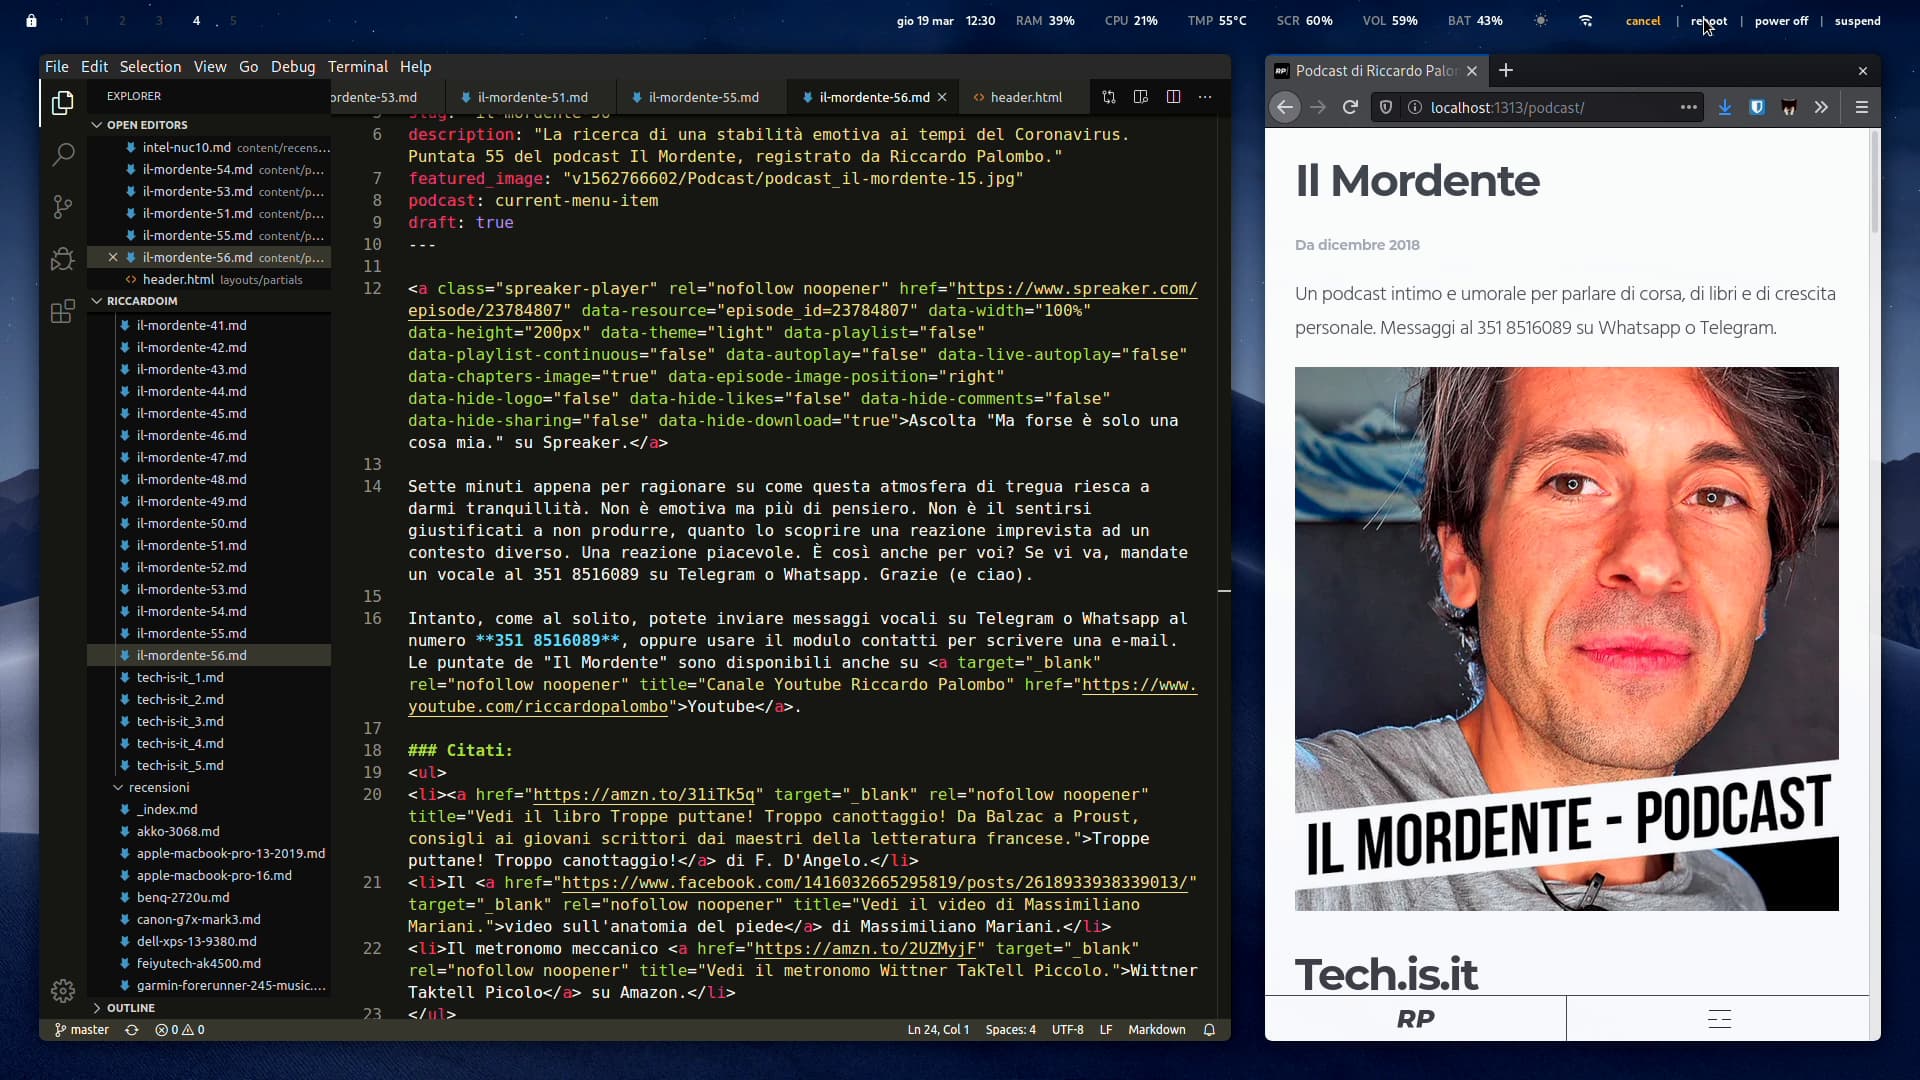 1 2 3 4 5
gio 19 mar 12:30 RAM 39% CPU 21% TMP 55°C SCR 60% VOL 59% BAT 43% cancel | reboot | power off | suspend
File Edit Selection View Go Debug Terminal Help
EXPLORER
OPEN EDITORS
intel-nuc10.md content/recens...
il-mordente-54.md content/p...
il-mordente-53.md content/p...
il-mordente-51.md content/p...
il-mordente-55.md content/p...
il-mordente-56.md content/p...
header.html layouts/partials
RICCARDOIM
il-mordente-41.md
il-mordente-42.md
il-mordente-43.md
il-mordente-44.md
il-mordente-45.md
il-mordente-46.md
il-mordente-47.md
il-mordente-48.md
il-mordente-49.md
il-mordente-50.md
il-mordente-51.md
il-mordente-52.md
il-mordente-53.md
il-mordente-54.md
il-mordente-55.md
il-mordente-56.md
tech-is-it_1.md
tech-is-it_2.md
tech-is-it_3.md
tech-is-it_4.md
tech-is-it_5.md
recensioni
_index.md
akko-3068.md
apple-macbook-pro-13-2019.md
apple-macbook-pro-16.md
benq-2720u.md
canon-g7x-mark3.md
dell-xps-13-9380.md
feiyutech-ak4500.md
garmin-forerunner-245-music....
OUTLINE
ordente-53.md il-mordente-51.md il-mordente-55.md il-mordente-56.md header.html
5 slug: "il-mordente-56"
6 description: "La ricerca di una stabilità emotiva ai tempi del Coronavirus.
Puntata 55 del podcast Il Mordente, registrato da Riccardo Palombo."
7 featured_image: "v1562766602/Podcast/podcast_il-mordente-15.jpg"
8 podcast: current-menu-item
9 draft: true
10 ---
11
12 <a class="spreaker-player" rel="nofollow noopener" href="https://www.spreaker.com/
episode/23784807" data-resource="episode_id=23784807" data-width="100%"
data-height="200px" data-theme="light" data-playlist="false"
data-playlist-continuous="false" data-autoplay="false" data-live-autoplay="false"
data-chapters-image="true" data-episode-image-position="right"
data-hide-logo="false" data-hide-likes="false" data-hide-comments="false"
data-hide-sharing="false" data-hide-download="true">Ascolta "Ma forse è solo una
cosa mia." su Spreaker.</a>
13
14 Sette minuti appena per ragionare su come questa atmosfera di tregua riesca a
darmi tranquillità. Non è emotiva ma più di pensiero. Non è il sentirsi
giustificati a non produrre, quanto lo scoprire una reazione imprevista ad un
contesto diverso. Una reazione piacevole. È così anche per voi? Se vi va, mandate
un vocale al 351 8516089 su Telegram o Whatsapp. Grazie (e ciao).
15
16 Intanto, come al solito, potete inviare messaggi vocali su Telegram o Whatsapp al
numero **351 8516089**, oppure usare il modulo contatti per scrivere una e-mail.
Le puntate de "Il Mordente" sono disponibili anche su <a target="_blank"
rel="nofollow noopener" title="Canale Youtube Riccardo Palombo" href="https://www.
youtube.com/riccardopalombo">Youtube</a>.
17
18 ### Citati:
19 <ul>
20 <li><a href="https://amzn.to/31iTk5q" target="_blank" rel="nofollow noopener"
title="Vedi il libro Troppe puttane! Troppo canottaggio! Da Balzac a Proust,
consigli ai giovani scrittori dai maestri della letteratura francese.">Troppe
puttane! Troppo canottaggio!</a> di F. D'Angelo.</li>
21 <li>Il <a href="https://www.facebook.com/1416032665295819/posts/2618933938339013/"
target="_blank" rel="nofollow noopener" title="Vedi il video di Massimiliano
Mariani.">video sull'anatomia del piede</a> di Massimiliano Mariani.</li>
22 <li>Il metronomo meccanico <a href="https://amzn.to/2UZMyjF" target="_blank"
rel="nofollow noopener" title="Vedi il metronomo Wittner TakTell Piccolo.">Wittner
Taktell Picolo</a> su Amazon.</li>
23 </ul>
master 0 0 Ln 24, Col 1 Spaces: 4 UTF-8 LF Markdown
RP Podcast di Riccardo Palo
localhost:1313/podcast/
Il Mordente
Da dicembre 2018
Un podcast intimo e umorale per parlare di corsa, di libri e di crescita
personale. Messaggi al 351 8516089 su Whatsapp o Telegram.
IL MORDENTE - PODCAST
Tech.is.it
RP